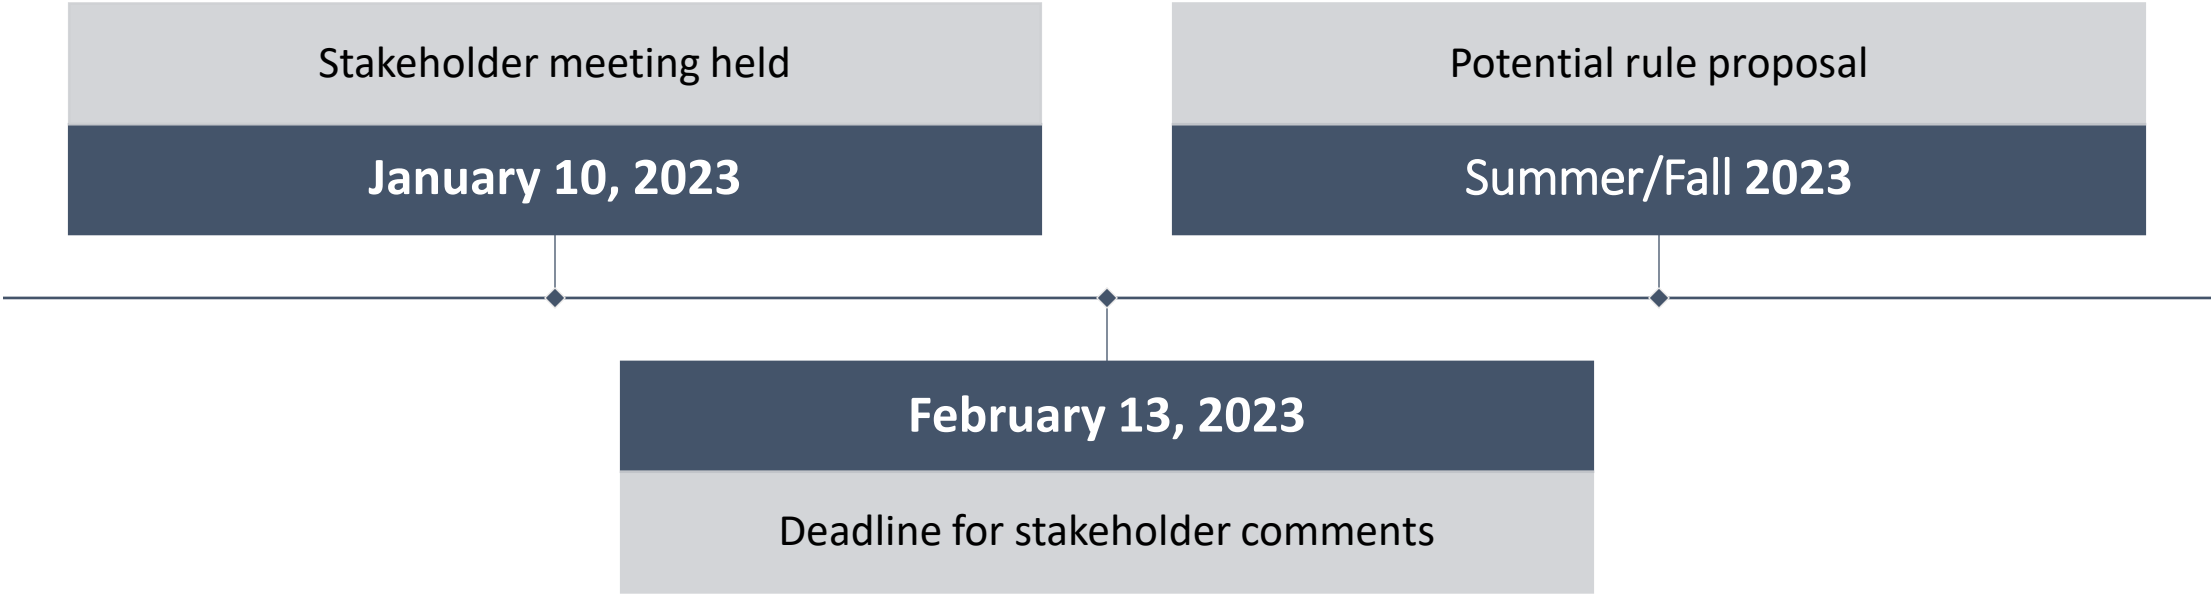 Stakeholder meeting held
January 10, 2023
February 13, 2023
Deadline for stakeholder comments
Potential rule proposal
Summer/Fall 2023